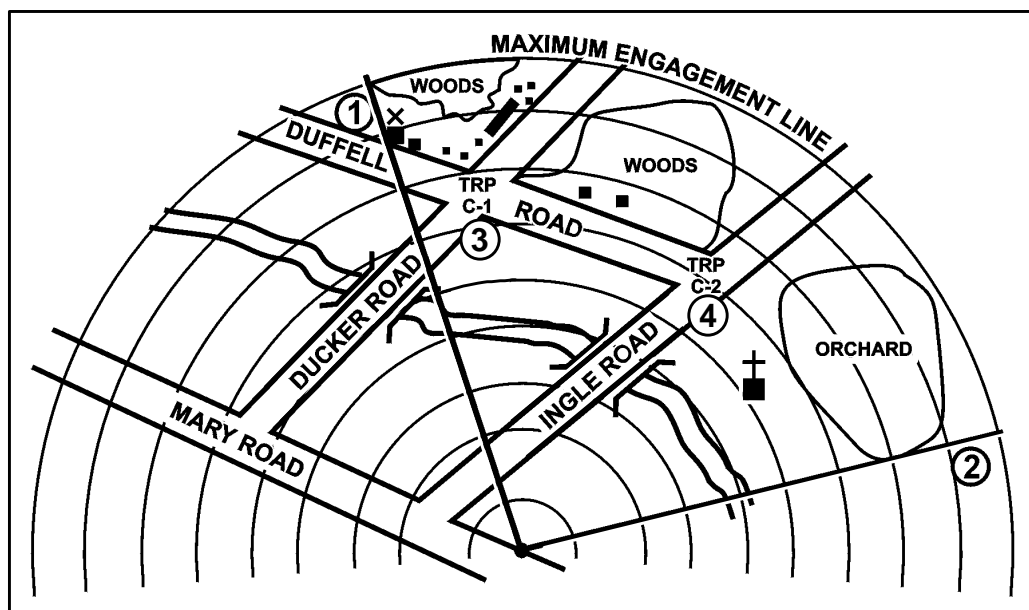 MAXIMUM ENGAGEMENT LINE
WOODS
1
DUFFELL
WOODS
TRP
C-1
ROAD
3
TRP
C-2
4
DUCKER ROAD
INGLE ROAD
ORCHARD
MARY ROAD
2